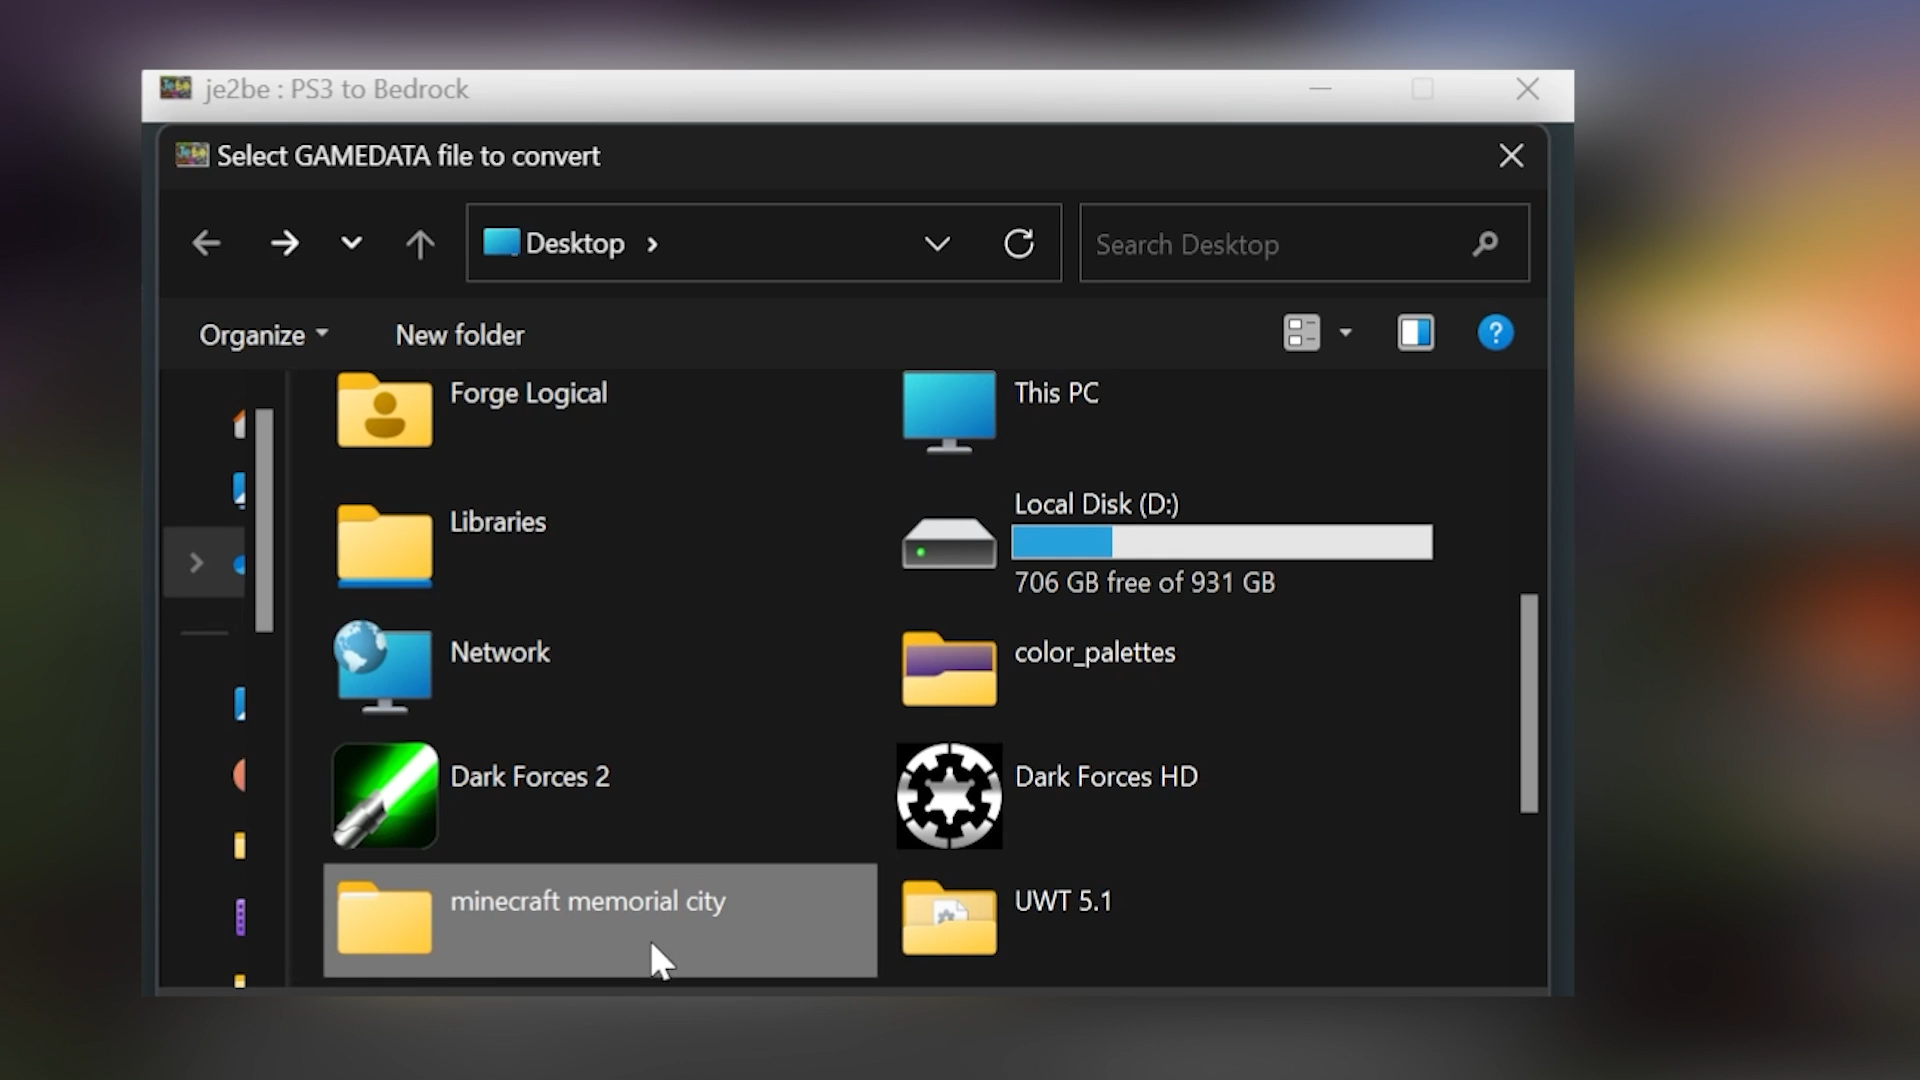 je2be : PS3 to Bedrock
Select GAMEDATA file to convert
Desktop
Search Desktop
Organize
New folder
Forge Logical
This PC
Libraries
Local Disk (D:)
706 GB free of 931 GB
Network
color_palettes
Dark Forces 2
Dark Forces HD
minecraft memorial city
UWT 5.1